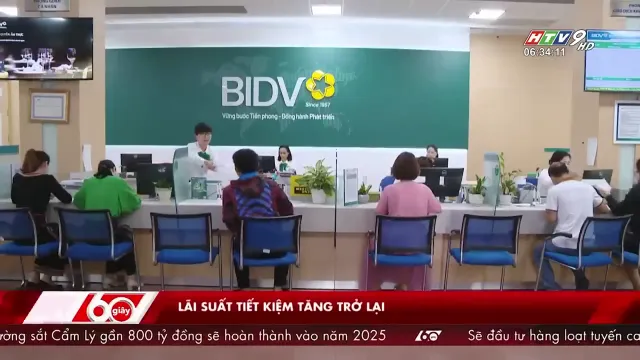 HTV9 HD
06:34:11
BIDV
Since 1957
Vững bước Tiên phong - Đồng hành Phát triển
60 giây
LÃI SUẤT TIẾT KIỆM TĂNG TRỞ LẠI
ường sắt Cẩm Lý gần 800 tỷ đồng sẽ hoàn thành vào năm 2025 60 Sẽ đầu tư hàng loạt tuyến ca